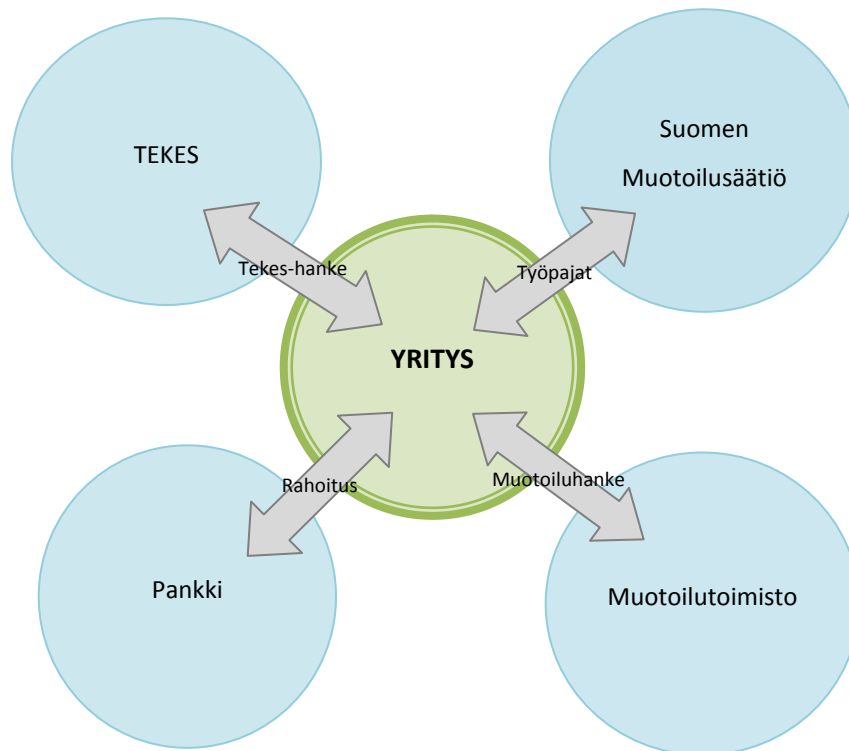 TEKES
Suomen
Muotoilusäätiö
Tekes-hanke
Työpajat
YRITYS
Rahoitus
Muotoiluhanke
Pankki
Muotoilutoimisto